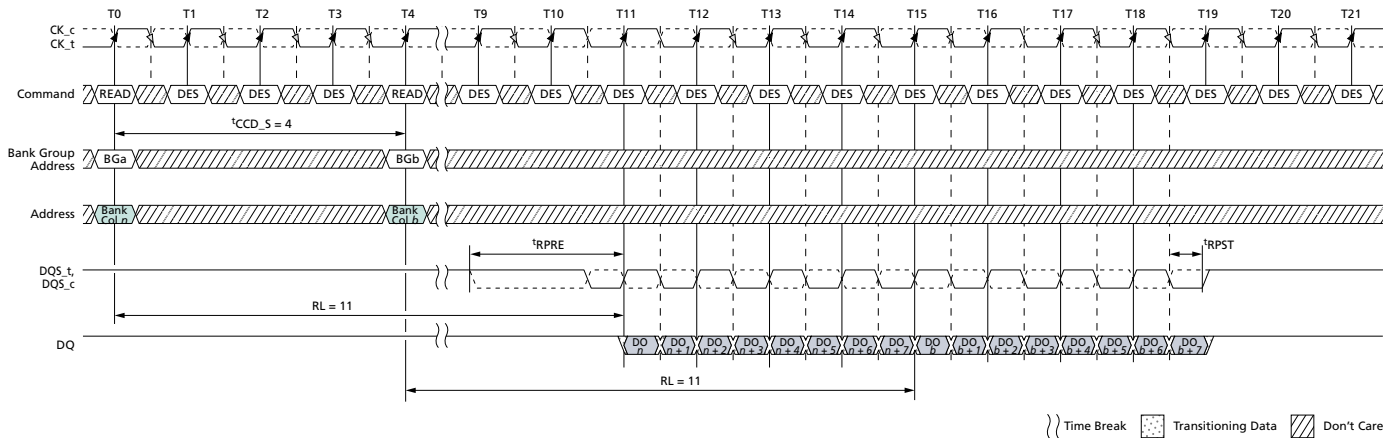 T0 T1 T2 T3 T4 T9 T10 T11 T12 T13 T14 T15 T16 T17 T18 T19 T20 T21
CK_c
CK_t
Command READ DES DES DES READ DES DES DES DES DES DES DES DES DES DES DES DES DES
tCCD_S = 4
Bank Group
Address
BGa BGb
Address
Bank
Col n
Bank
Col b
tRPRE tRPST
DQS_t,
DQS_c
RL = 11
DQ
DO
n
DO
n + 1
DO
n + 2
DO
n + 3
DO
n + 4
DO
n + 5
DO
n + 6
DO
n + 7
DO
b
DO
b + 1
DO
b + 2
DO
b + 3
DO
b + 4
DO
b + 5
DO
b + 6
DO
b + 7
RL = 11
Time Break Transitioning Data Don't Care